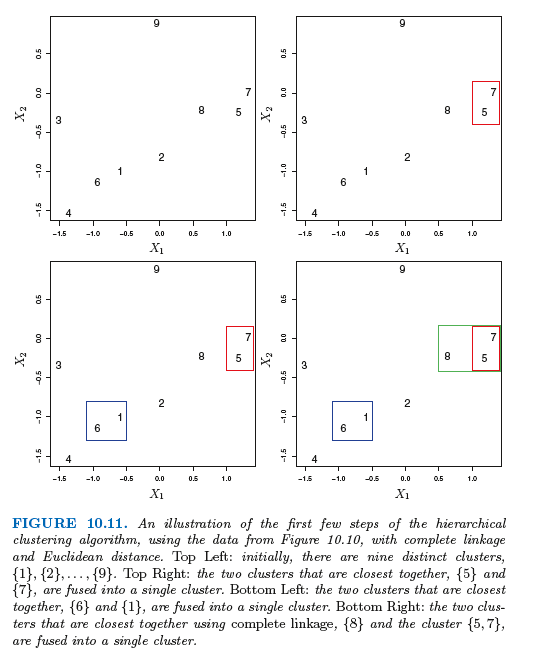 9
9
0.5
0.5
7
7
0.0
0.0
8
5
8
5
X2
X2
3
3
−0.5
−0.5
2
2
−1.0
1
−1.0
1
6
6
−1.5
4
−1.5
4
−1.5 −1.0 −0.5 0.0 0.5 1.0
−1.5 −1.0 −0.5 0.0 0.5 1.0
X1
X1
9
9
0.5
0.5
7
7
0.0
0.0
8
5
8
5
X2
X2
3
3
−0.5
−0.5
2
2
−1.0
1
−1.0
1
6
6
−1.5
4
−1.5
4
−1.5 −1.0 −0.5 0.0 0.5 1.0
−1.5 −1.0 −0.5 0.0 0.5 1.0
X1
X1
FIGURE 10.11. An illustration of the first few steps of the hierarchical
clustering algorithm, using the data from Figure 10.10, with complete linkage
and Euclidean distance. Top Left: initially, there are nine distinct clusters,
{1}, {2}, . . . , {9}. Top Right: the two clusters that are closest together, {5} and
{7}, are fused into a single cluster. Bottom Left: the two clusters that are closest
together, {6} and {1}, are fused into a single cluster. Bottom Right: the two clus-
ters that are closest together using complete linkage, {8} and the cluster {5, 7},
are fused into a single cluster.